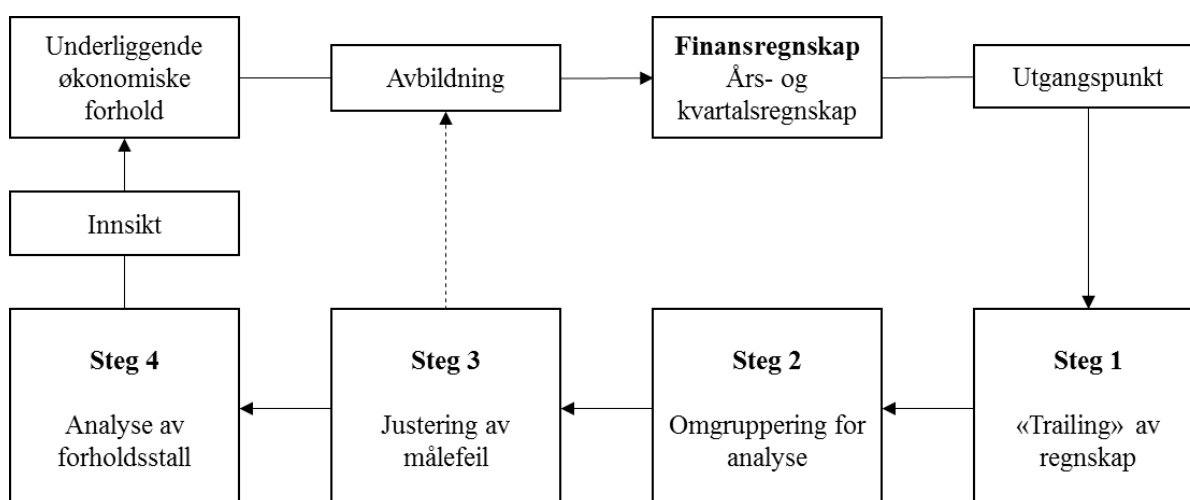 Underliggende
økonomiske
forhold
Avbildning
Finansregnskap
Års- og
kvartalsregnskap
Utgangspunkt
Innsikt
Steg 4
Analyse av
forholdsstall
Steg 3
Justering av
målefeil
Steg 2
Omgruppering for
analyse
Steg 1
«Trailing» av
regnskap